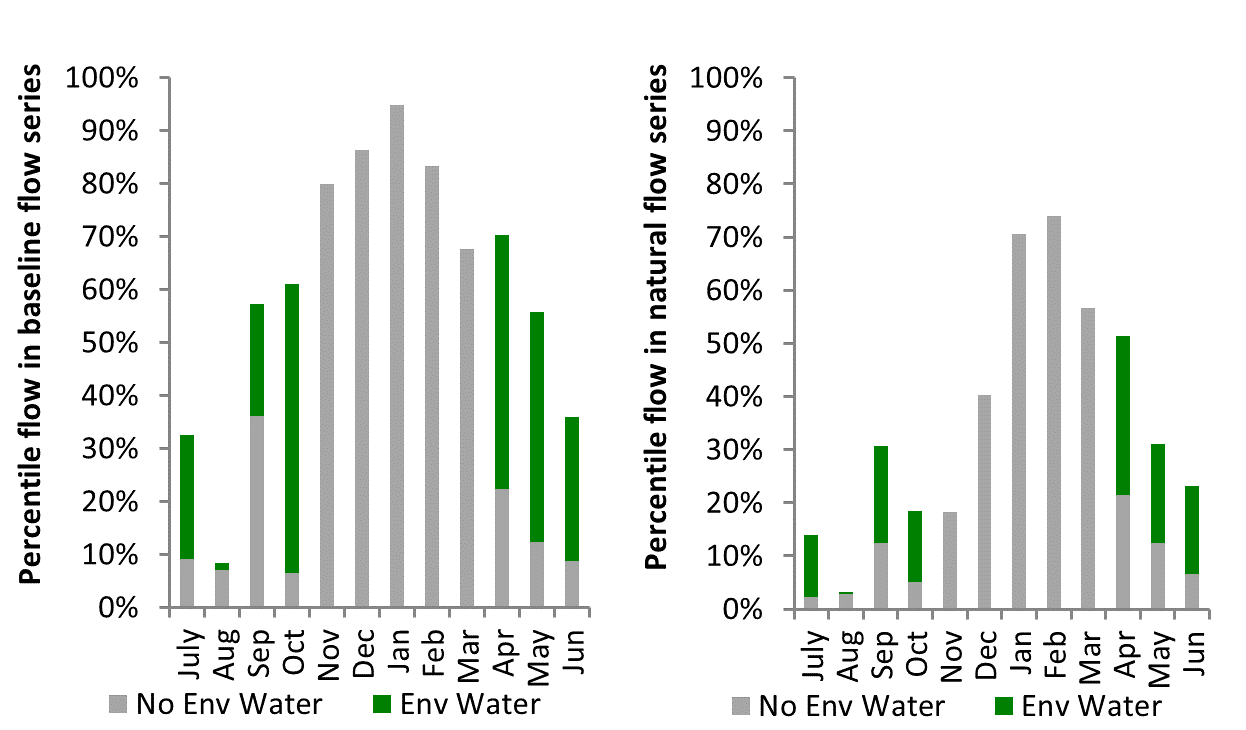 Percentile flow in baseline flow series
100%
90%
80%
70%
60%
50%
40%
30%
20%
10%
0%
July
Aug
Sep
Oct
Nov
Dec
Jan
Feb
Mar
Apr
May
Jun
No Env Water
Env Water
Percentile flow in natural flow series
100%
90%
80%
70%
60%
50%
40%
30%
20%
10%
0%
July
Aug
Sep
Oct
Nov
Dec
Jan
Feb
Mar
Apr
May
Jun
No Env Water
Env Water